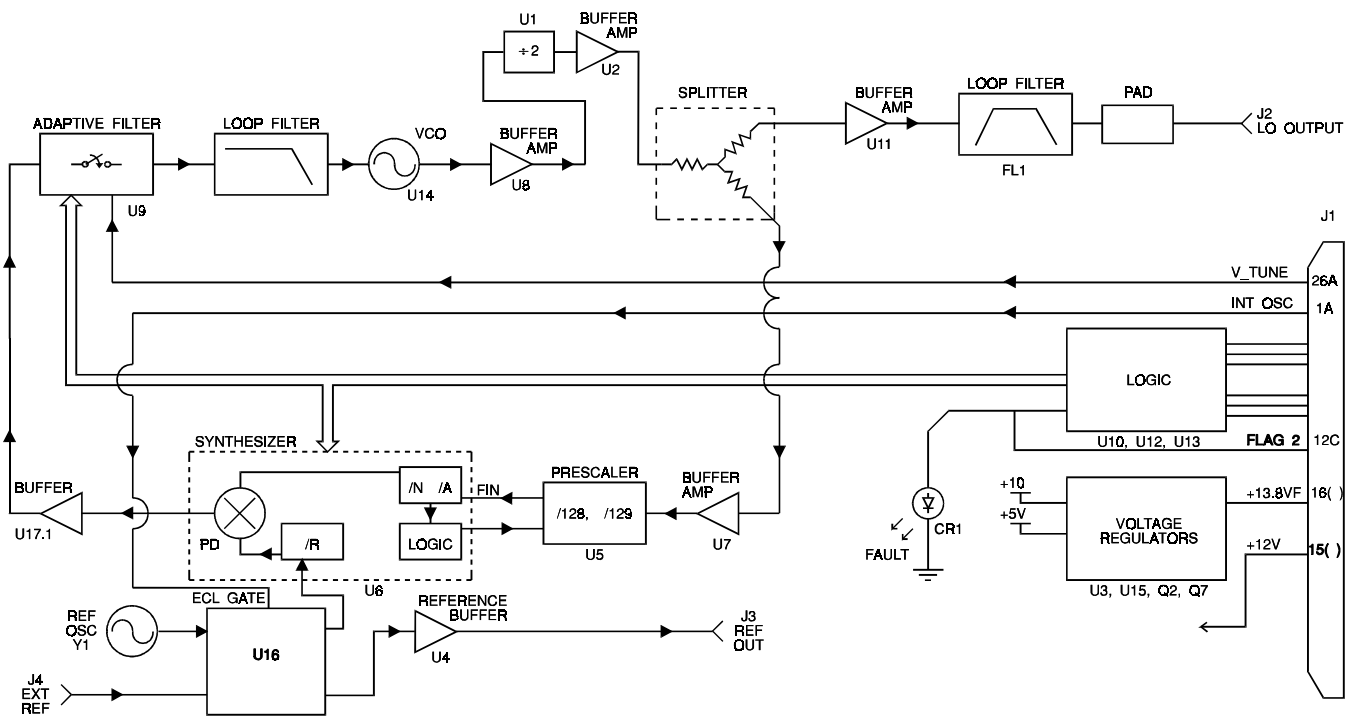 U1
÷2
BUFFER
AMP
U2
SPLITTER
BUFFER
AMP
U11
LOOP FILTER
FL1
PAD
J2
LO OUTPUT
ADAPTIVE FILTER
U9
LOOP FILTER
VCO
U14
BUFFER
AMP
U8
J1
V_TUNE
26A
INT OSC
1A
LOGIC
U10, U12, U13
FLAG 2
12C
SYNTHESIZER
BUFFER
U17.1
PD
/N /A
LOGIC
/R
U6
FIN
PRESCALER
/128, /129
U5
BUFFER
AMP
U7
CR1
FAULT
+10
+5V
VOLTAGE
REGULATORS
U3, U15, Q2, Q7
+13.8VF
16( )
+12V
15( )
ECL GATE
U16
REF
OSC
Y1
J4
EXT
REF
REFERENCE
BUFFER
U4
J3
REF
OUT